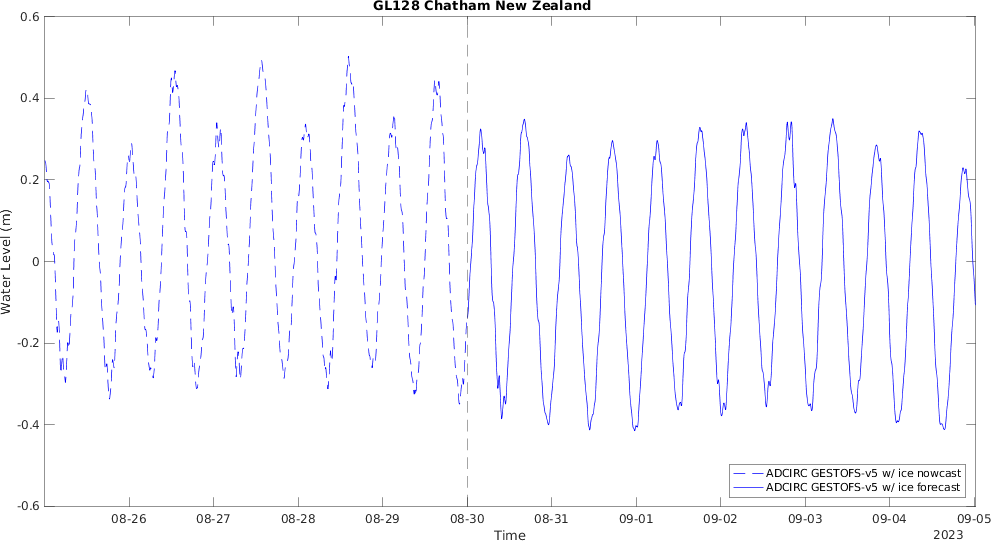 GL128 Chatham New Zealand
0.6
0.4
0.2
0
-0.2
-0.4
-0.6
Water Level (m)
ADCIRC GESTOFS-v5 w/ ice nowcast
ADCIRC GESTOFS-v5 w/ ice forecast
08-26 08-27 08-28 08-29 08-30 08-31 09-01 09-02 09-03 09-04 09-05
Time
2023